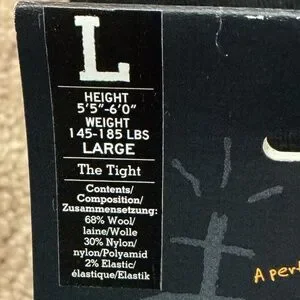 L
HEIGHT
5'5"-6'0"
WEIGHT
145-185 LBS
LARGE
The Tight
Contents/
Composition/
Zusammensetzung:
68% Wool/
laine/Wolle
30% Nylon/
nylon/Polyamid
2% Elastic/
élastique/Elastik
A